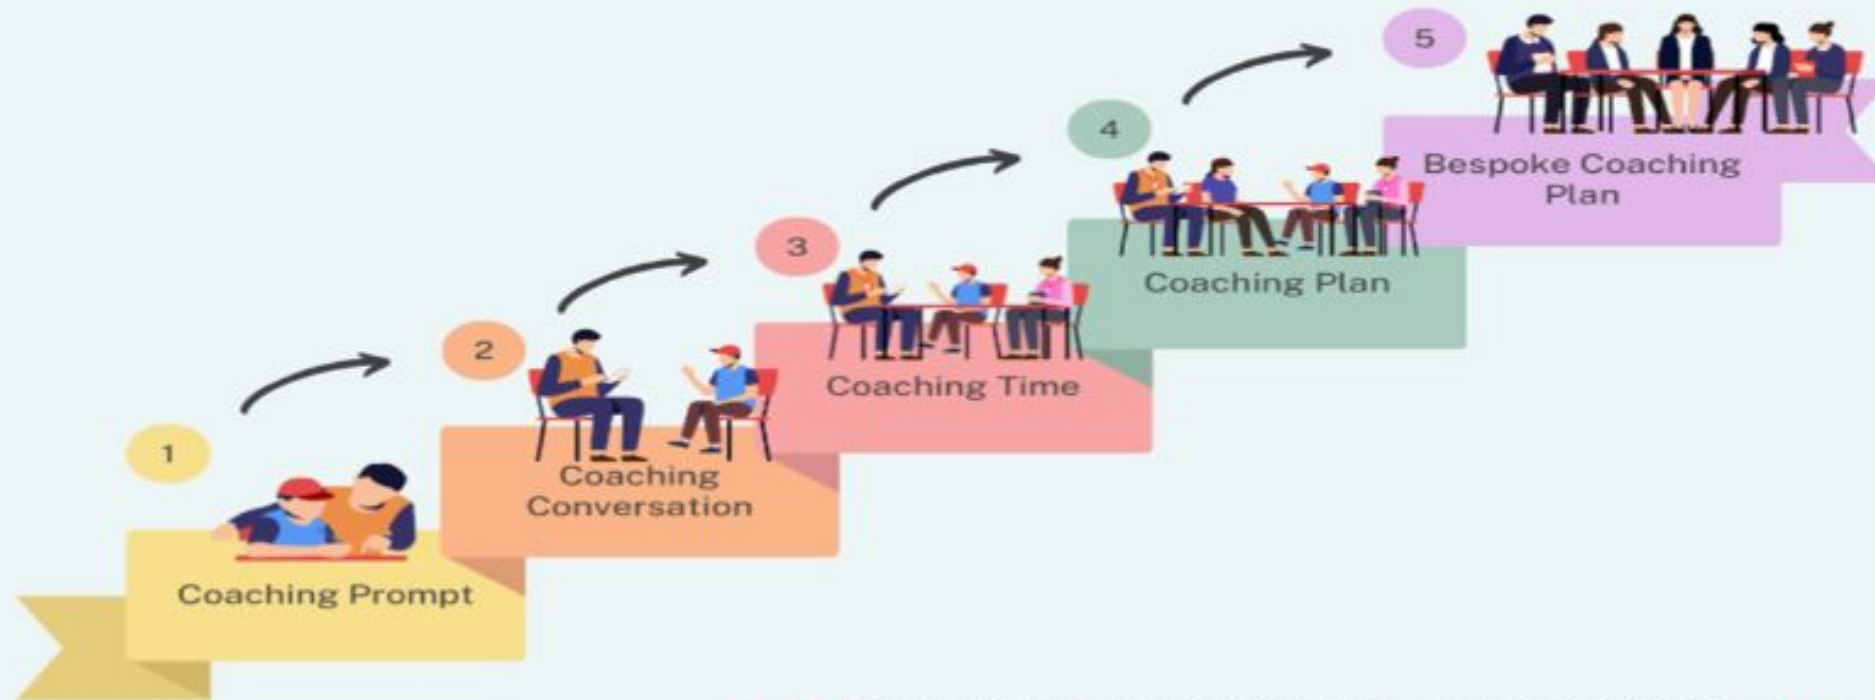 1
Coaching Prompt
2
Coaching
Conversation
3
Coaching Time
4
Coaching Plan
5
Bespoke Coaching
Plan